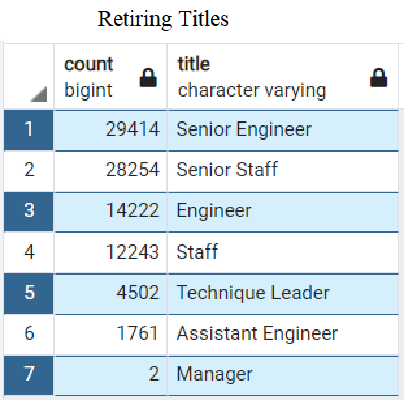 Retiring Titles
count title
bigint character varying
1 29414 Senior Engineer
2 28254 Senior Staff
3 14222 Engineer
4 12243 Staff
5 4502 Technique Leader
6 1761 Assistant Engineer
7 2 Manager